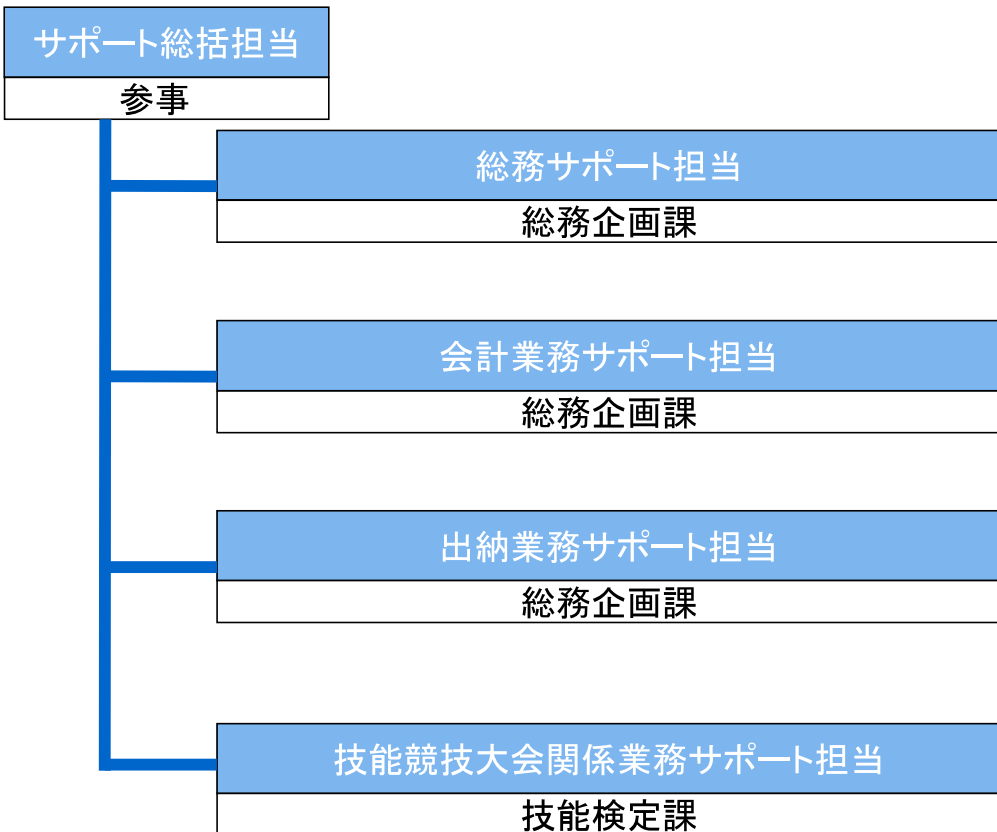 サポート総括担当
参事
総務サポート担当
総務企画課
会計業務サポート担当
総務企画課
出納業務サポート担当
総務企画課
技能競技大会関係業務サポート担当
技能検定課